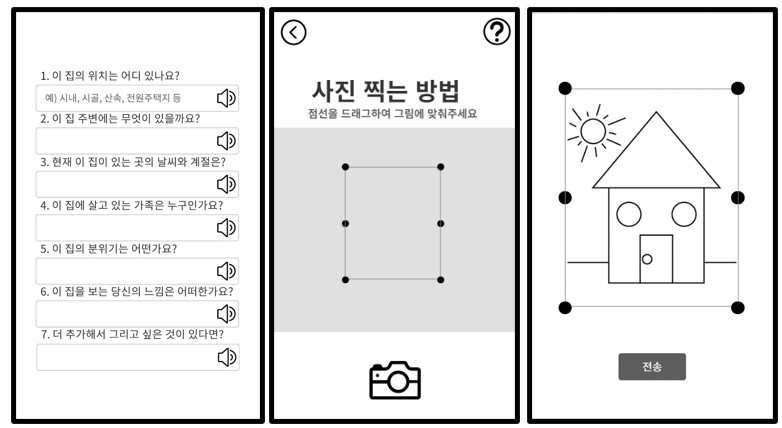 1. 이 집의 위치는 어디 있나요?
예) 시내, 시골, 산속, 전원주택지 등
2. 이 집 주변에는 무엇이 있을까요?
3. 현재 이 집이 있는 곳의 날씨와 계절은?
4. 이 집에 살고 있는 가족은 누구인가요?
5. 이 집의 분위기는 어떤가요?
6. 이 집을 보는 당신의 느낌은 어떠한가요?
7. 더 추가해서 그리고 싶은 것이 있다면?
?
사진 찍는 방법
점선을 드래그하여 그림에 맞춰주세요
전송